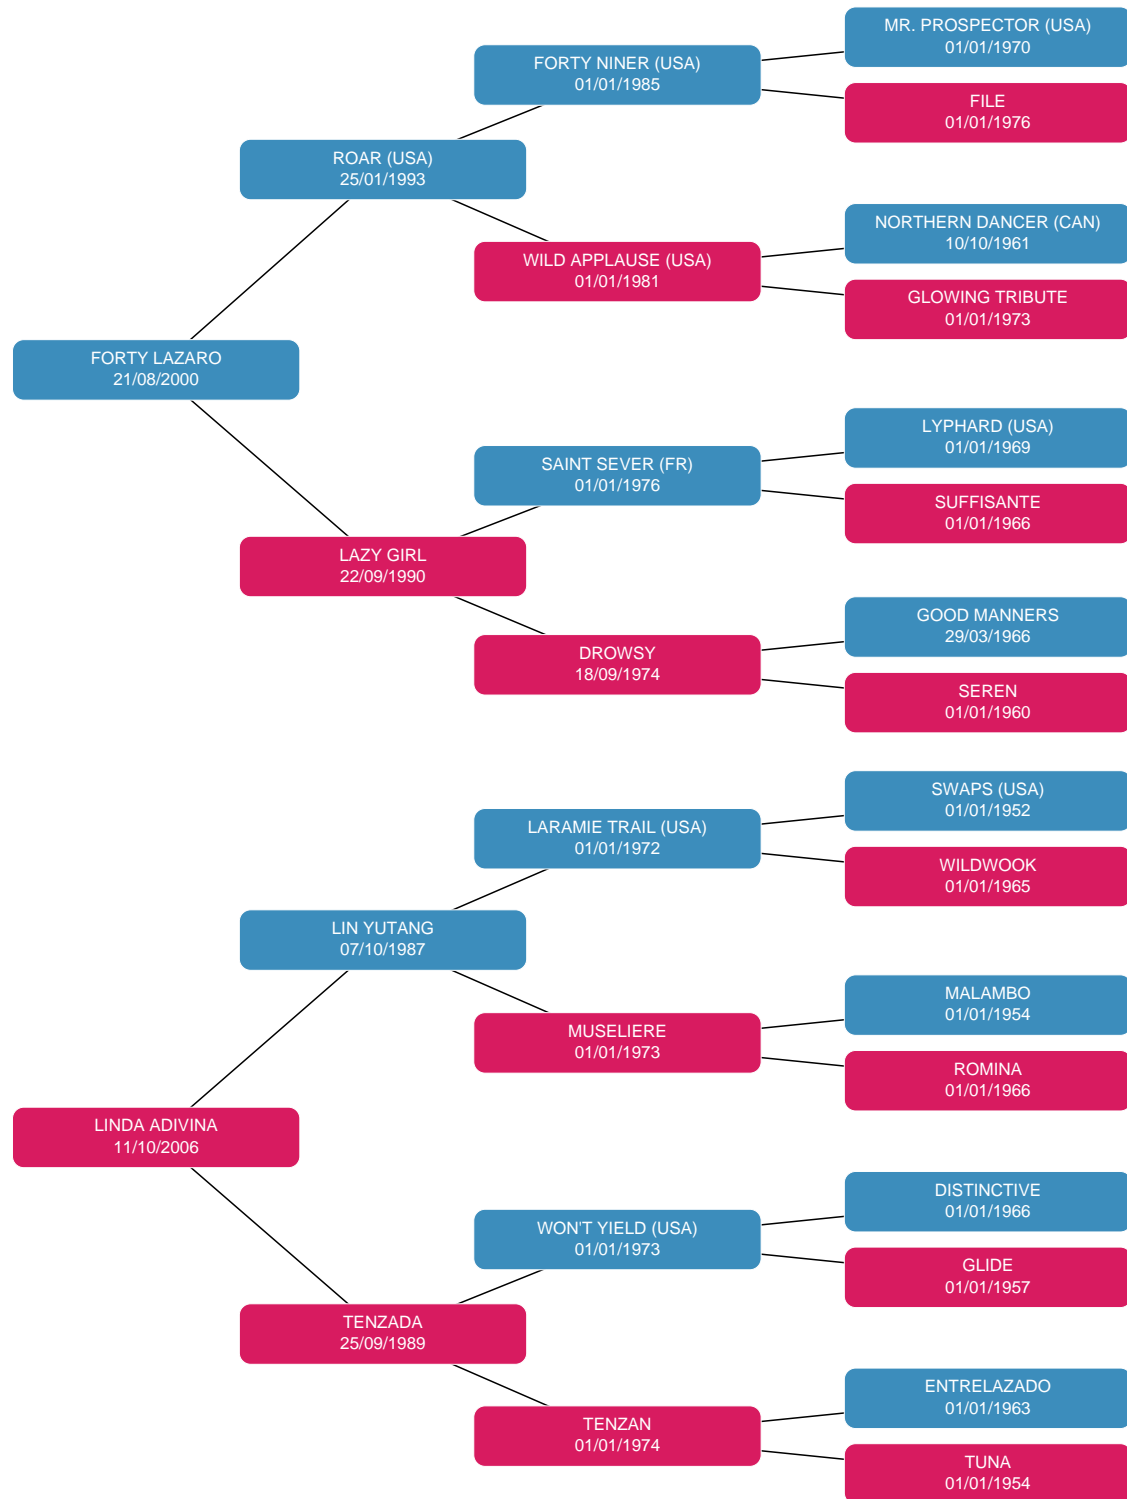 MR. PROSPECTOR (USA)
01/01/1970
FORTY NINER (USA)
01/01/1985
FILE
01/01/1976
ROAR (USA)
25/01/1993
NORTHERN DANCER (CAN)
10/10/1961
WILD APPLAUSE (USA)
01/01/1981
GLOWING TRIBUTE
01/01/1973
FORTY LAZARO
21/08/2000
LYPHARD (USA)
01/01/1969
SAINT SEVER (FR)
01/01/1976
SUFFISANTE
01/01/1966
LAZY GIRL
22/09/1990
GOOD MANNERS
29/03/1966
DROWSY
18/09/1974
SEREN
01/01/1960
SWAPS (USA)
01/01/1952
LARAMIE TRAIL (USA)
01/01/1972
WILDWOOK
01/01/1965
LIN YUTANG
07/10/1987
MALAMBO
01/01/1954
MUSELIERE
01/01/1973
ROMINA
01/01/1966
LINDA ADIVINA
11/10/2006
DISTINCTIVE
01/01/1966
WON'T YIELD (USA)
01/01/1973
GLIDE
01/01/1957
TENZADA
25/09/1989
ENTRELAZADO
01/01/1963
TENZAN
01/01/1974
TUNA
01/01/1954